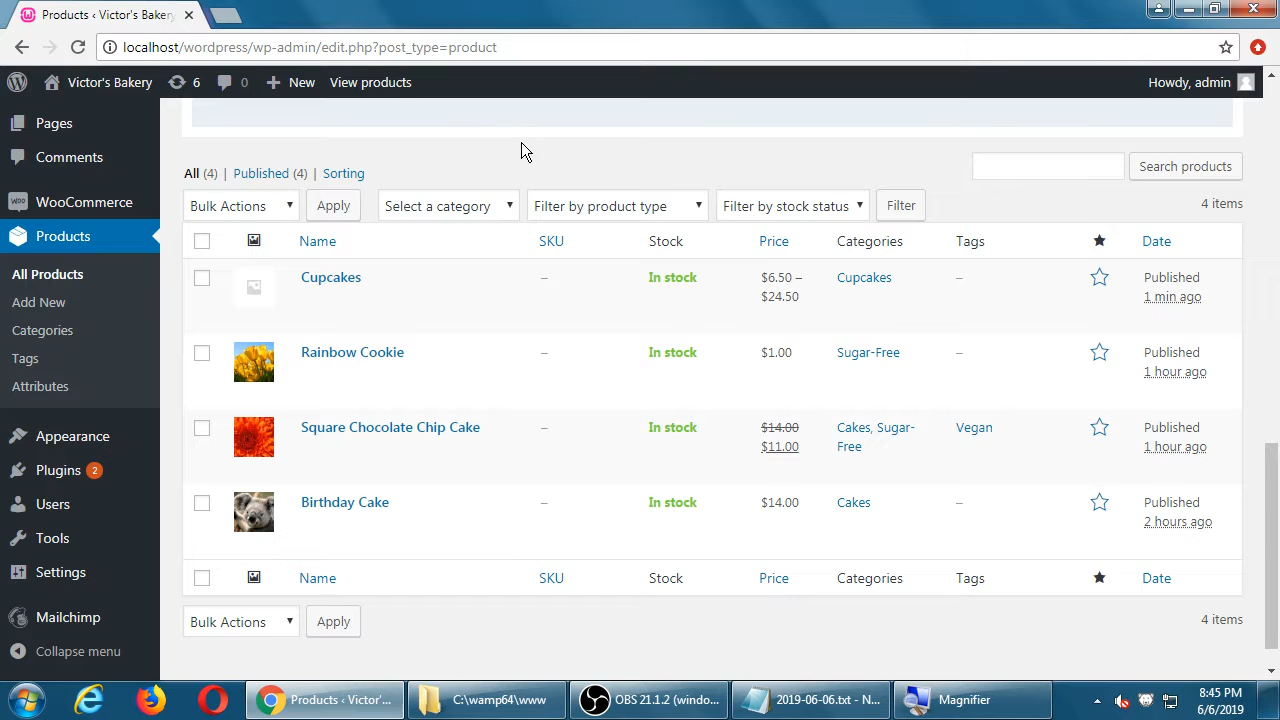 Products ‹ Victor's Bakery
localhost/wordpress/wp-admin/edit.php?post_type=product
Victor's Bakery 6 0 New View products Howdy, admin
Pages
Comments
WooCommerce
Products
All Products
Add New
Categories
Tags
Attributes
Appearance
Plugins 2
Users
Tools
Settings
Mailchimp
Collapse menu
All (4) | Published (4) | Sorting
Search products
Bulk Actions Apply Select a category Filter by product type Filter by stock status Filter 4 items
Name SKU Stock Price Categories Tags Date
Cupcakes – In stock $6.50 – Cupcakes – Published
$24.50 1 min ago
Rainbow Cookie – In stock $1.00 Sugar-Free – Published
1 hour ago
Square Chocolate Chip Cake – In stock $14.00 Cakes, Sugar- Vegan Published
$11.00 Free 1 hour ago
Birthday Cake – In stock $14.00 Cakes – Published
2 hours ago
Name SKU Stock Price Categories Tags Date
Bulk Actions Apply 4 items
Products ‹ Victor'... C:\wamp64\www OBS 21.1.2 (windo... 2019-06-06.txt - N... Magnifier
8:45 PM
6/6/2019